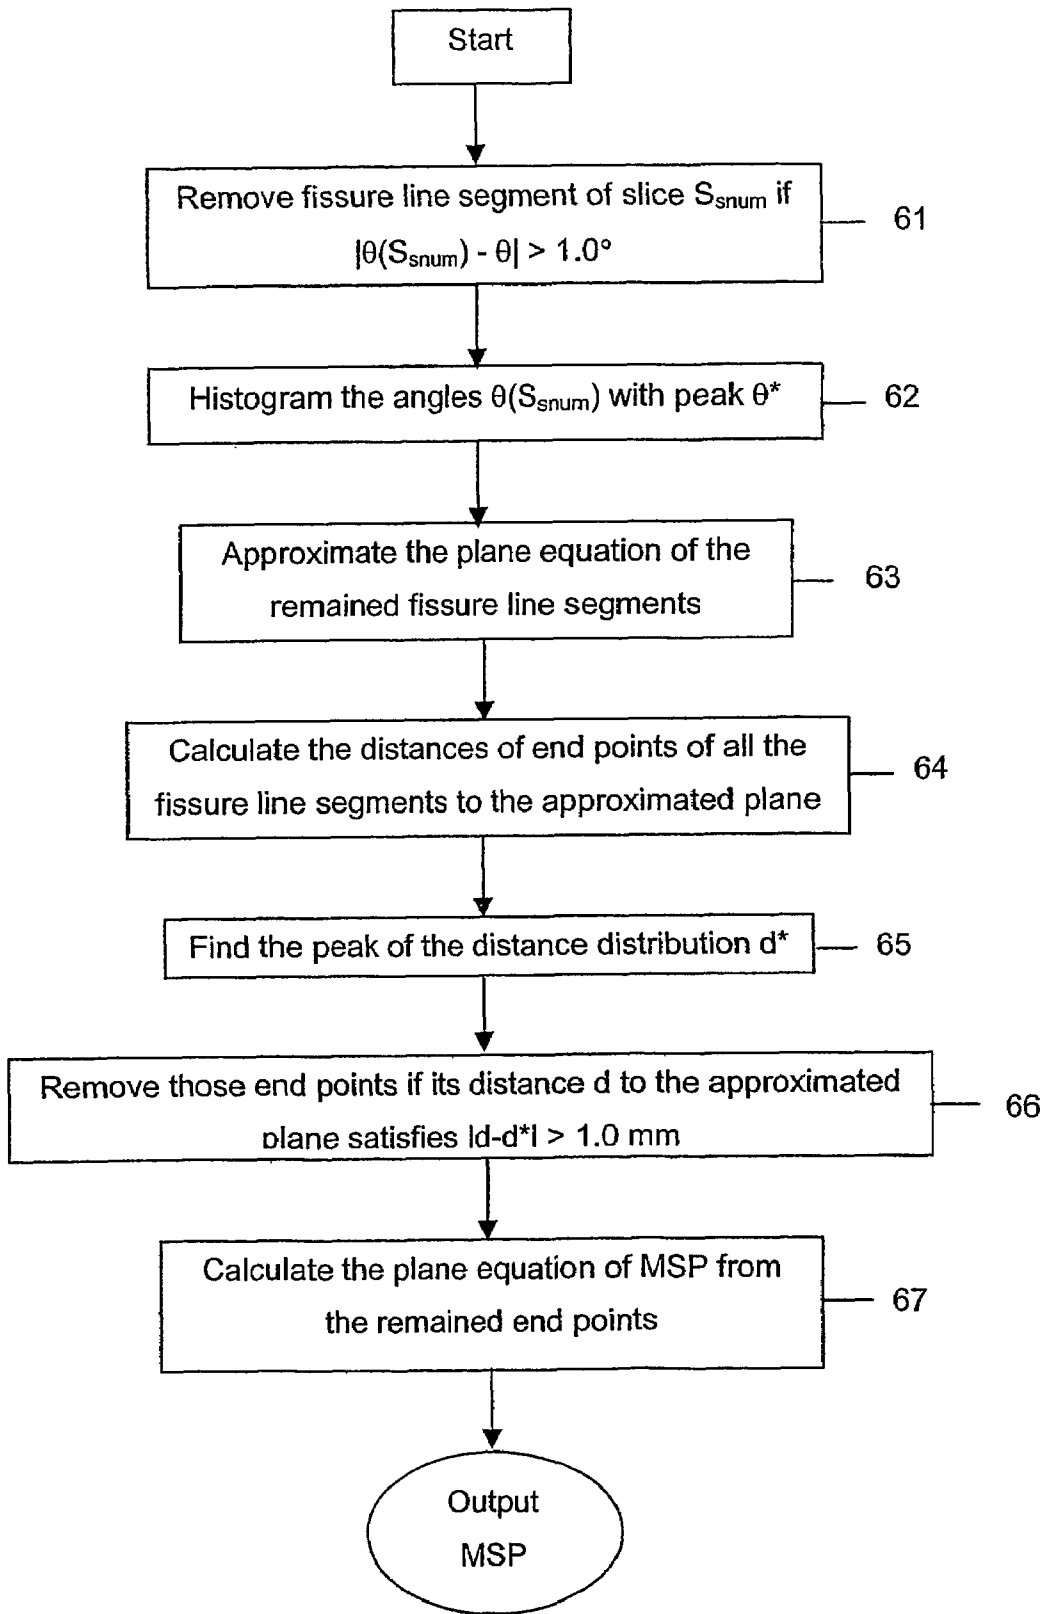 Start
Remove fissure line segment of slice Ssnum if
|θ(Ssnum) - θ| > 1.0°
61
Histogram the angles θ(Ssnum) with peak θ*
62
Approximate the plane equation of the
remained fissure line segments
63
Calculate the distances of end points of all the
fissure line segments to the approximated plane
64
Find the peak of the distance distribution d*
65
Remove those end points if its distance d to the approximated
plane satisfies |d-d*| > 1.0 mm
66
Calculate the plane equation of MSP from
the remained end points
67
Output
MSP